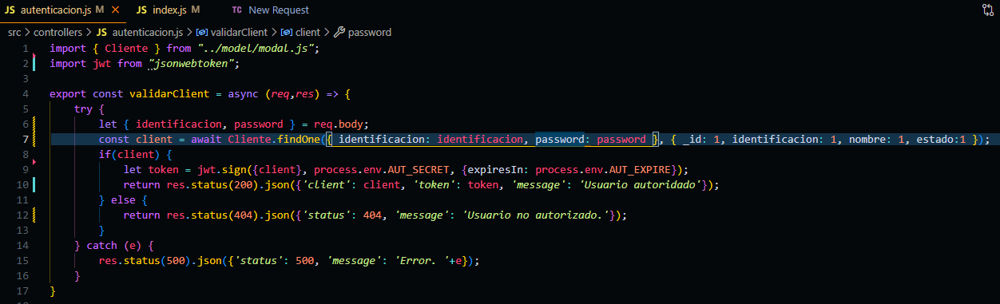 JS autenticacion.js M × JS index.js M TC New Request
src > controllers > JS autenticacion.js > validarClient > client > password
1 import { Cliente } from "../model/modal.js";
2 import jwt from "jsonwebtoken";
3
4 export const validarClient = async (req,res) => {
5 try {
6 let { identificacion, password } = req.body;
7 const client = await Cliente.findOne({ identificacion: identificacion, password: password }, { _id: 1, identificacion: 1, nombre: 1, estado:1 });
8 if(client) {
9 let token = jwt.sign({client}, process.env.AUT_SECRET, {expiresIn: process.env.AUT_EXPIRE});
10 return res.status(200).json({'client': client, 'token': token, 'message': 'Usuario autoridado'});
11 } else {
12 return res.status(404).json({'status': 404, 'message': 'Usuario no autorizado.'});
13 }
14 } catch (e) {
15 res.status(500).json({'status': 500, 'message': 'Error. '+e});
16 }
17 }